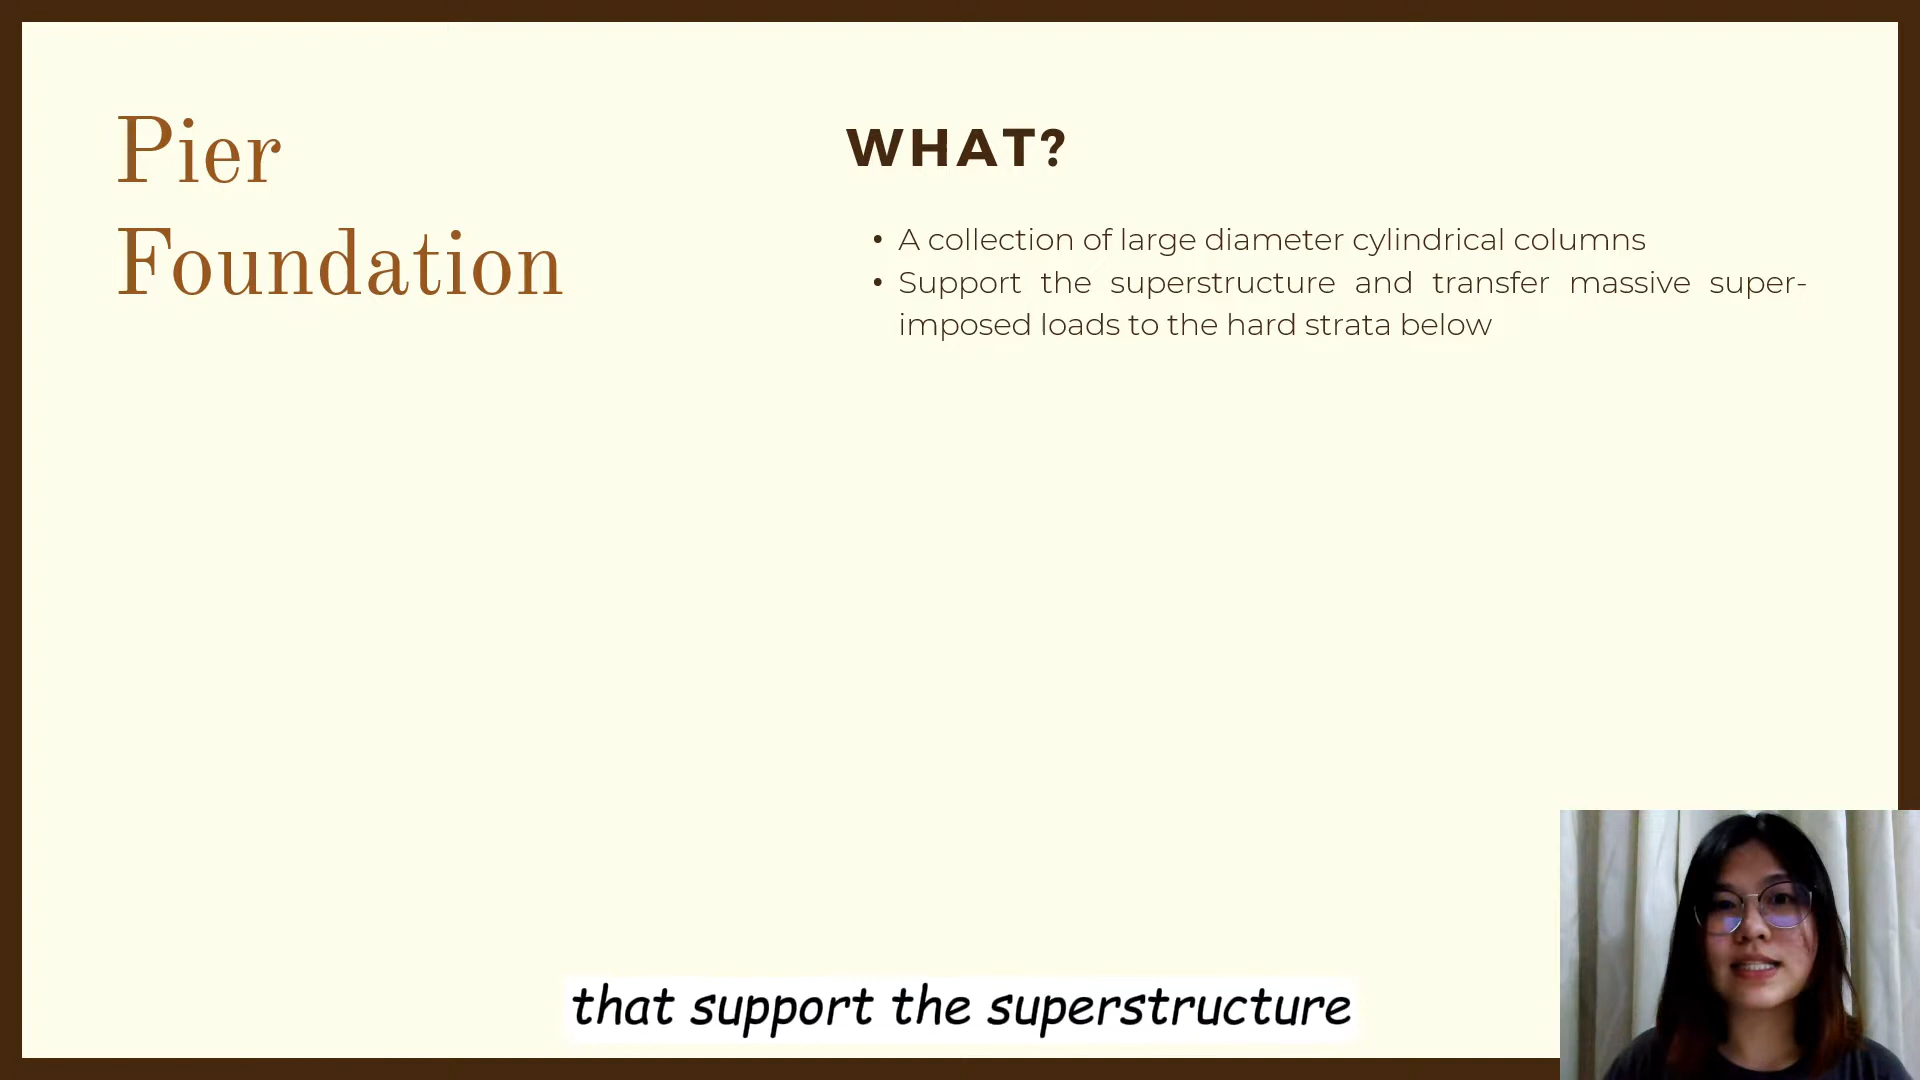 Pier
Foundation
WHAT?
• A collection of large diameter cylindrical columns
• Support the superstructure and transfer massive super-
imposed loads to the hard strata below
that support the superstructure